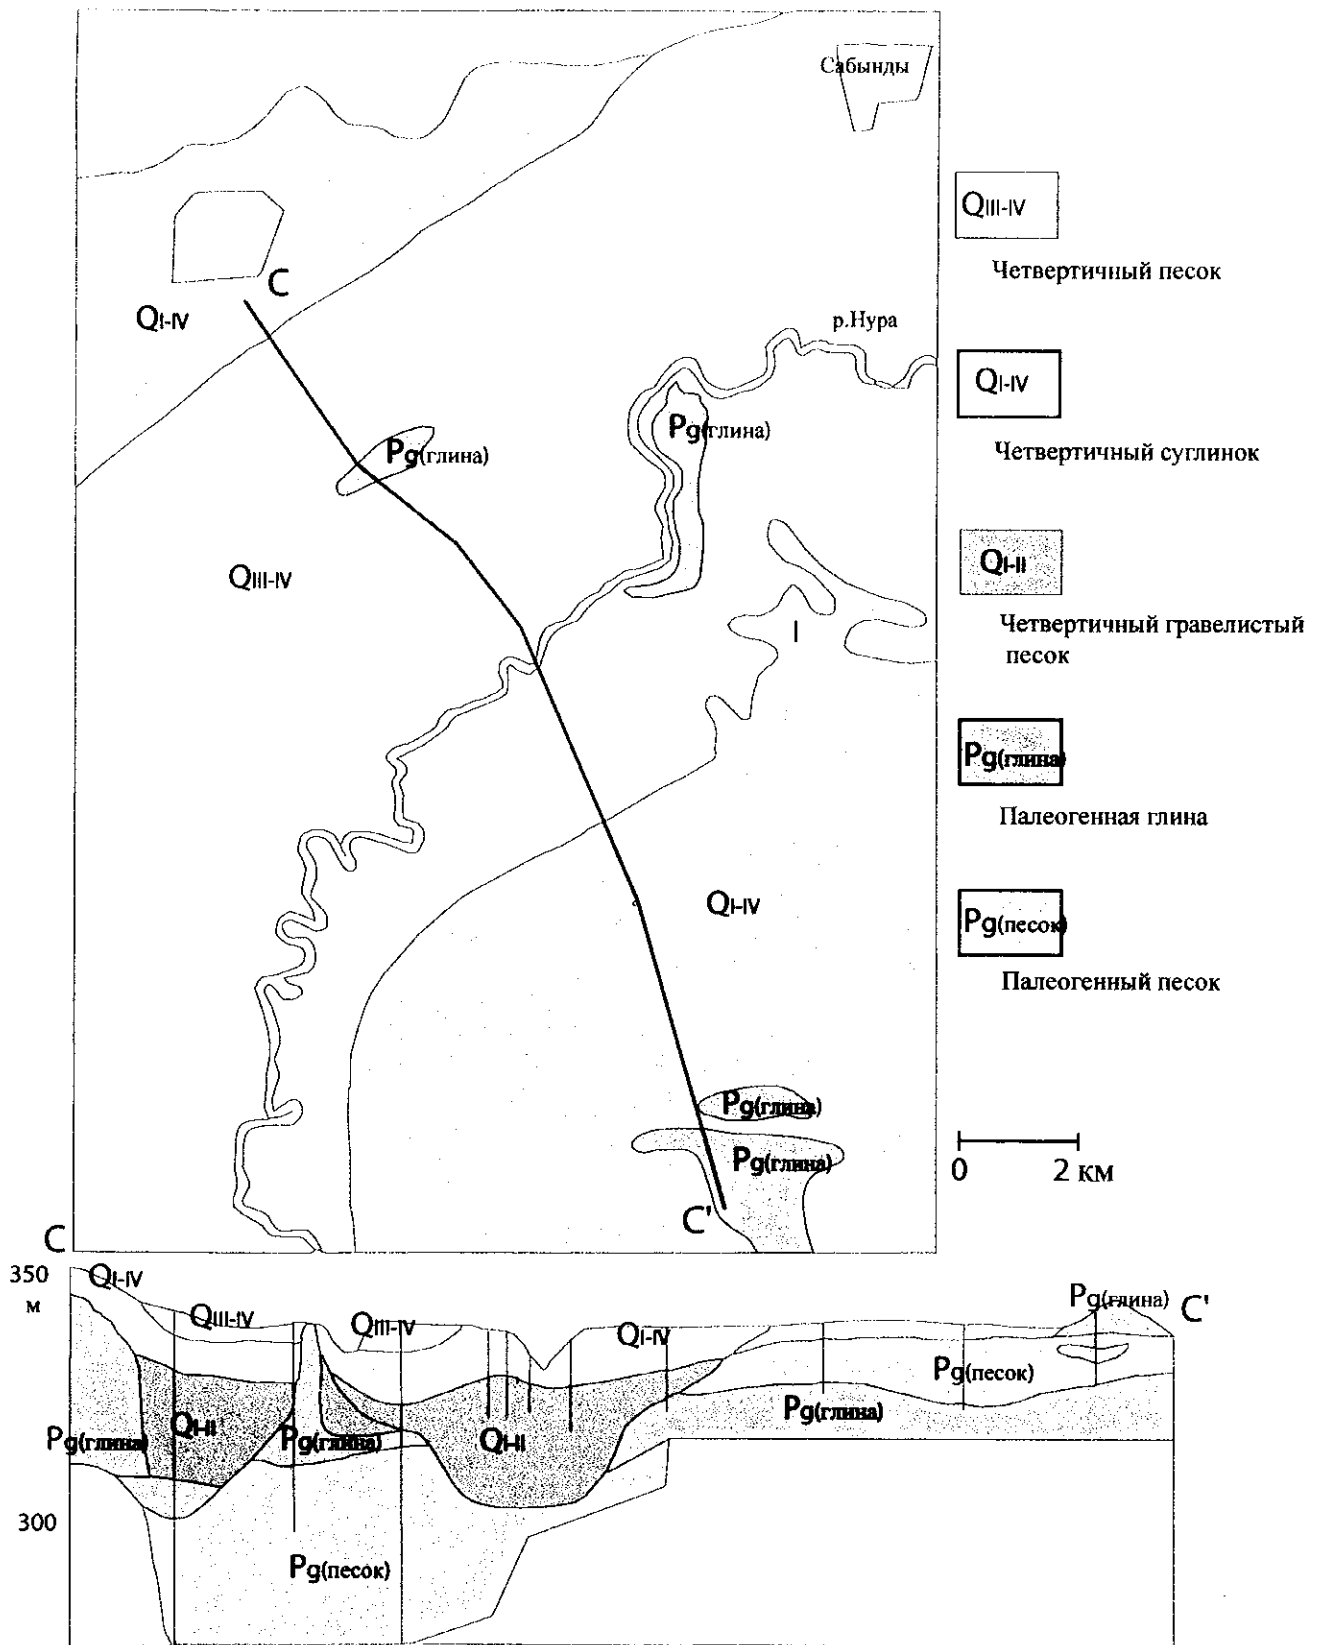 Сабынды
QIII-IV
Четвертичный песок
C
QI-IV
р.Нура
QI-IV
Pg(глина)
Pg(глина)
Четвертичный суглинок
QIII-IV
QI-II
Четвертичный гравелистый
песок
I
Pg(глина)
Палеогенная глина
QI-IV
Pg(песок)
Палеогенный песок
Pg(глина)
Pg(глина)
0 2 км
C'
C
350
м
QI-IV
QIII-IV
QIII-IV
QI-IV
Pg(глина)
C'
Pg(песок)
Pg(глина)
Pg(глина)
QI-II
Pg(глина)
QI-II
300
Pg(песок)